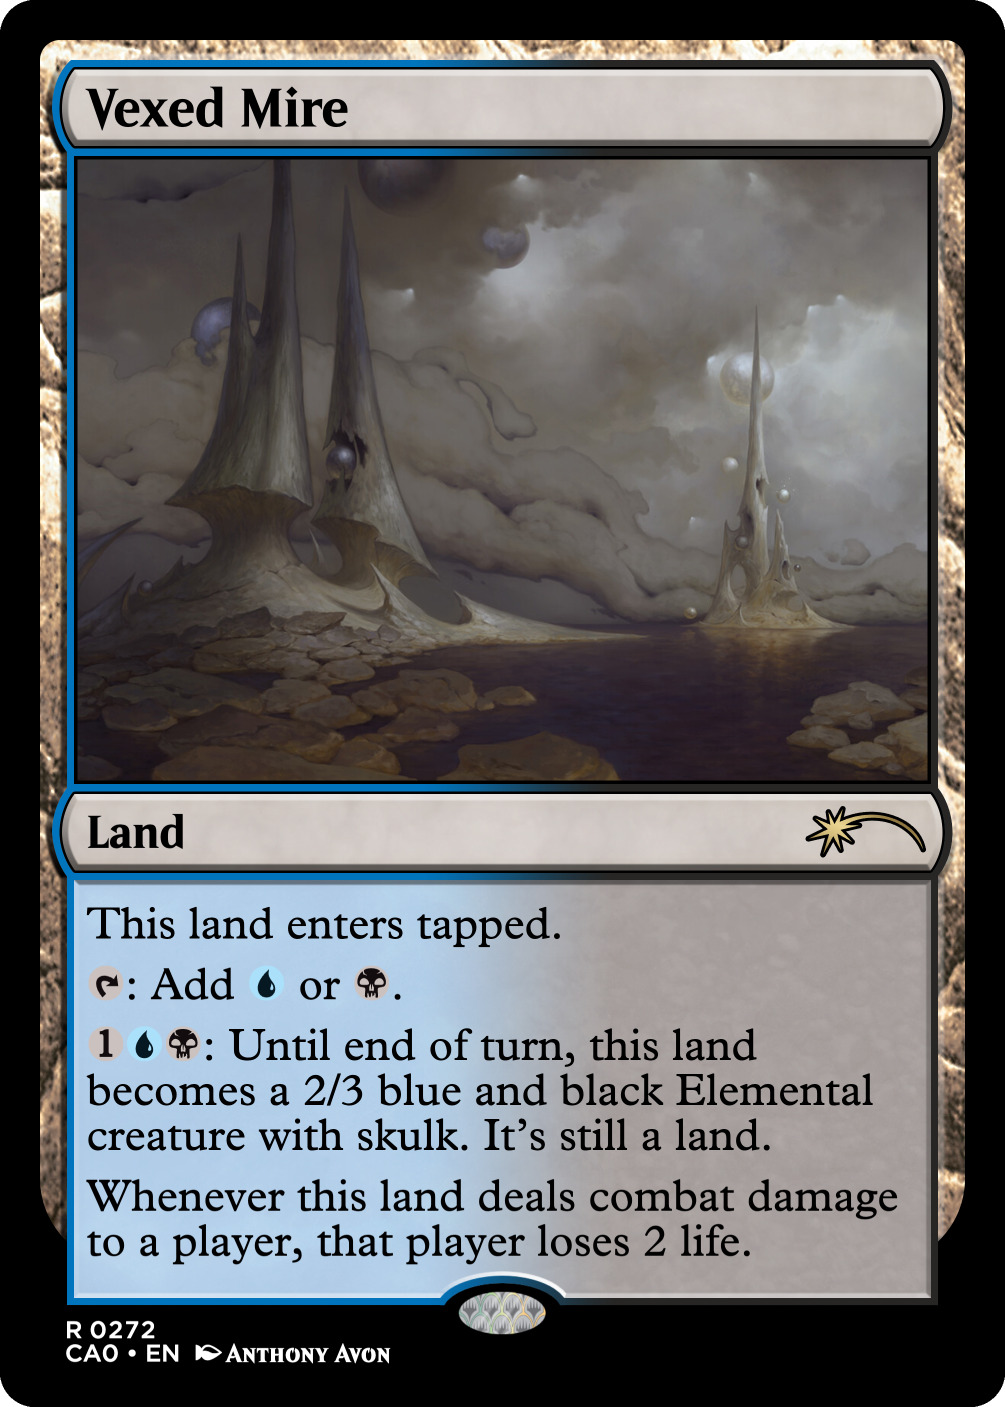 Vexed Mire
Land
This land enters tapped.
: Add or .
1 : Until end of turn, this land
becomes a 2/3 blue and black Elemental
creature with skulk. It's still a land.
Whenever this land deals combat damage
to a player, that player loses 2 life.
R 0272
CAO • EN Anthony Avon